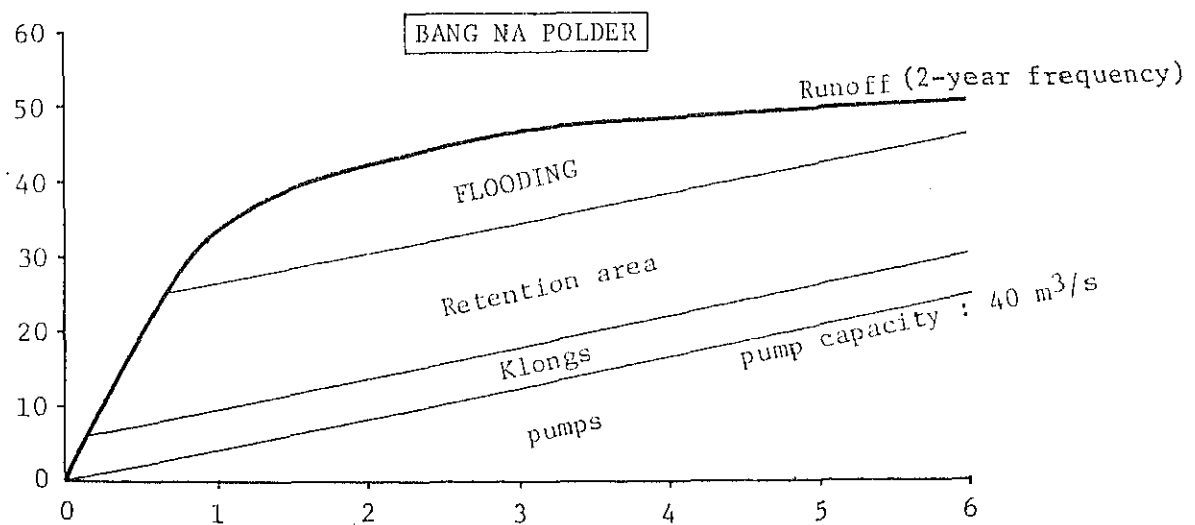 BANG NA POLDER
60
50
40
30
20
10
0
Runoff (2-year frequency)
FLOODING
Retention area
Klongs
pump capacity : 40 m³/s
pumps
0 1 2 3 4 5 6